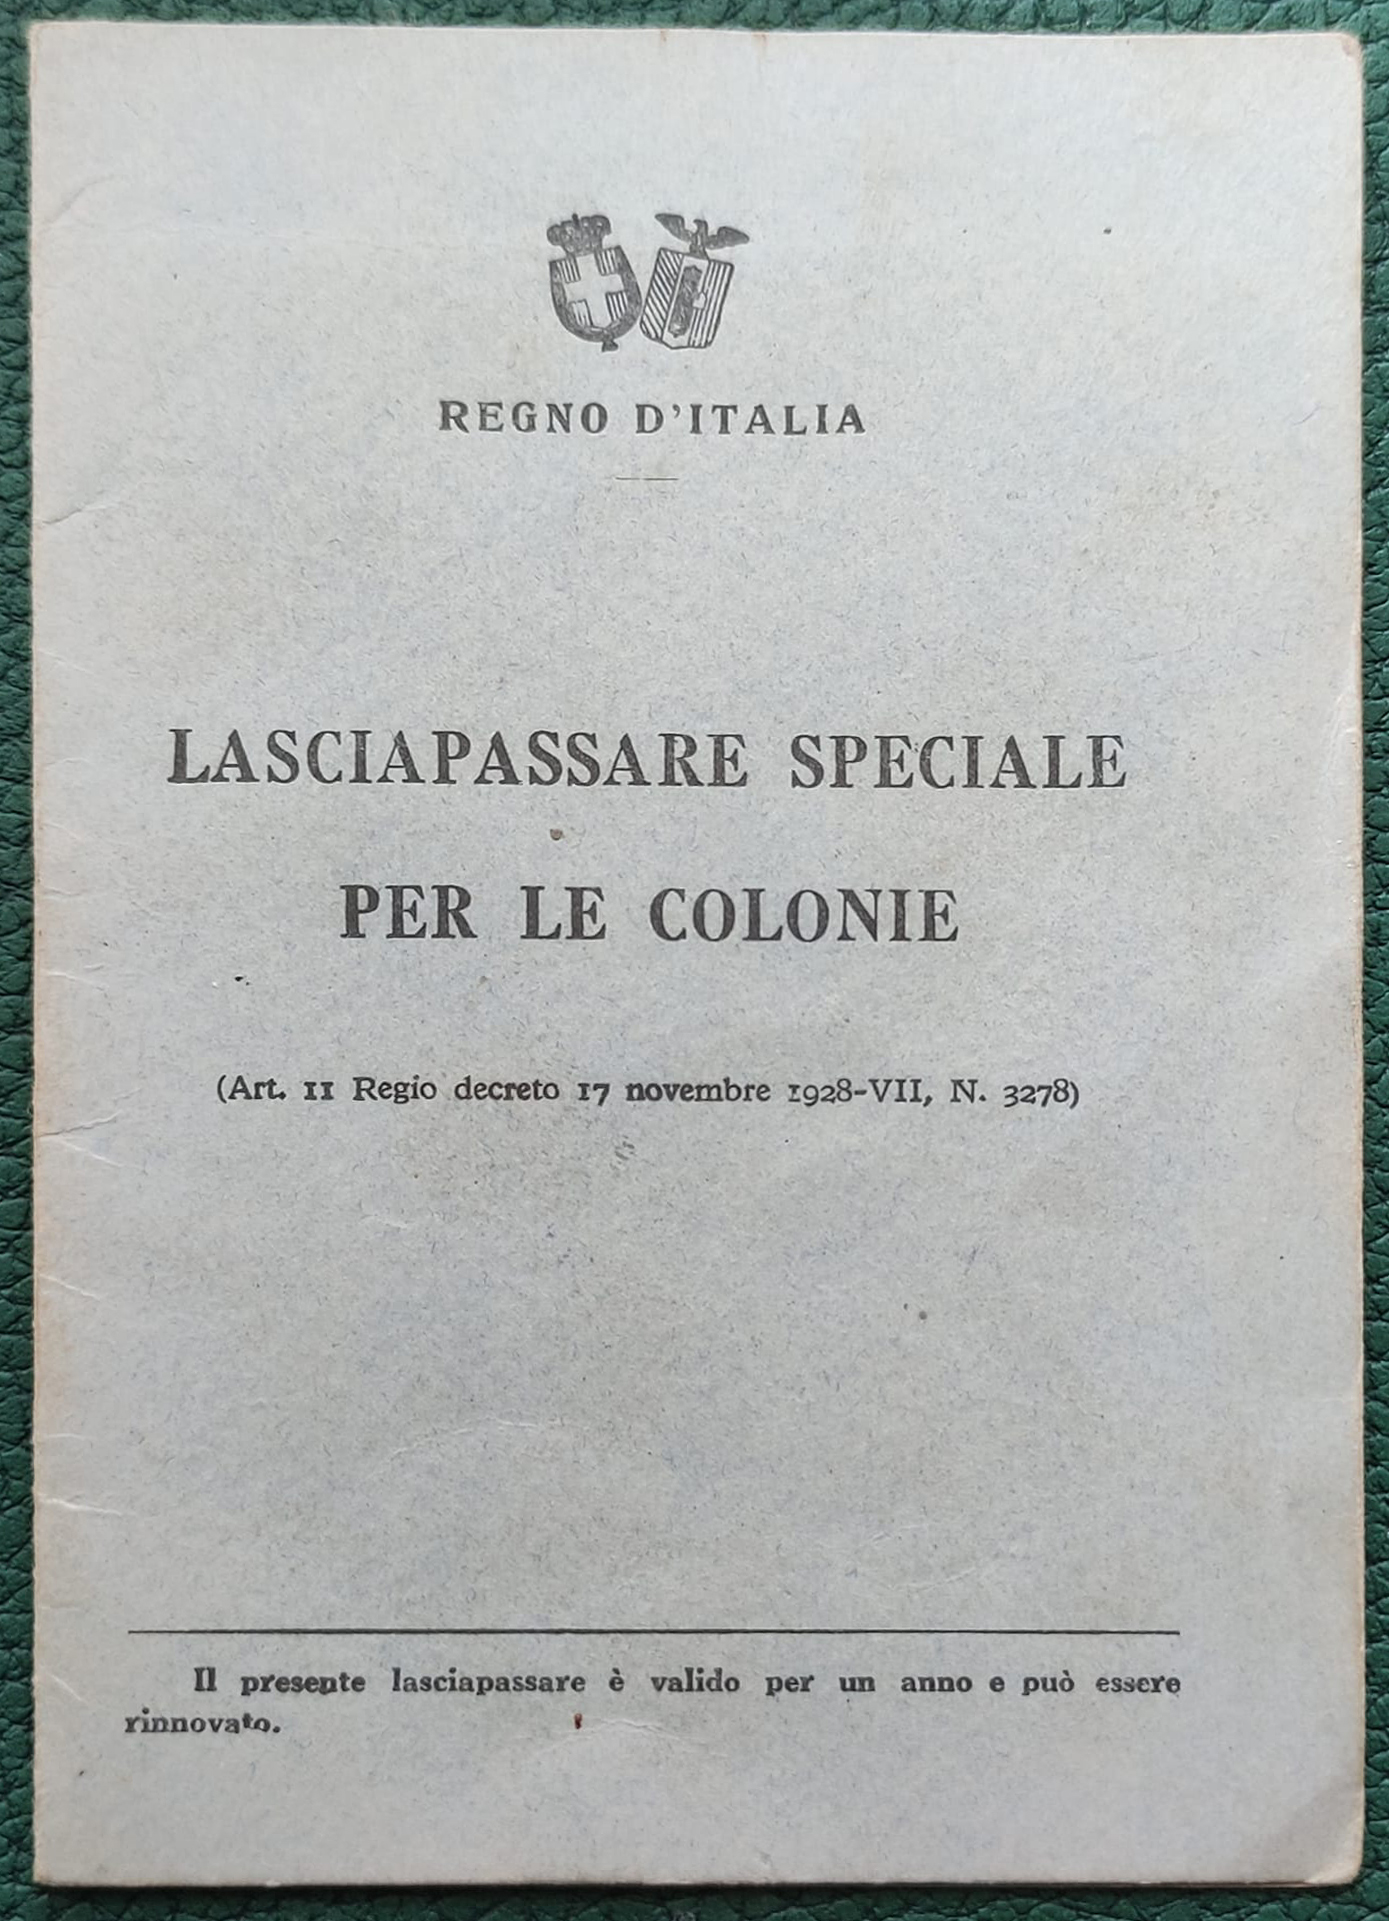 REGNO D'ITALIA
LASCIAPASSARE SPECIALE
PER LE COLONIE
(Art. 11 Regio decreto 17 novembre 1928-VII, N. 3278)
Il presente lasciapassare è valido per un anno e può essere
rinnovato.